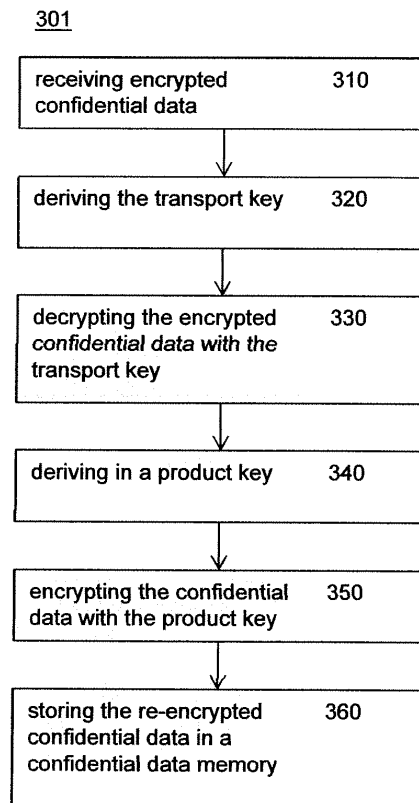 301
receiving encrypted 310
confidential data
deriving the transport key 320
decrypting the encrypted 330
confidential data with the
transport key
deriving in a product key 340
encrypting the confidential 350
data with the product key
storing the re-encrypted 360
confidential data in a
confidential data memory